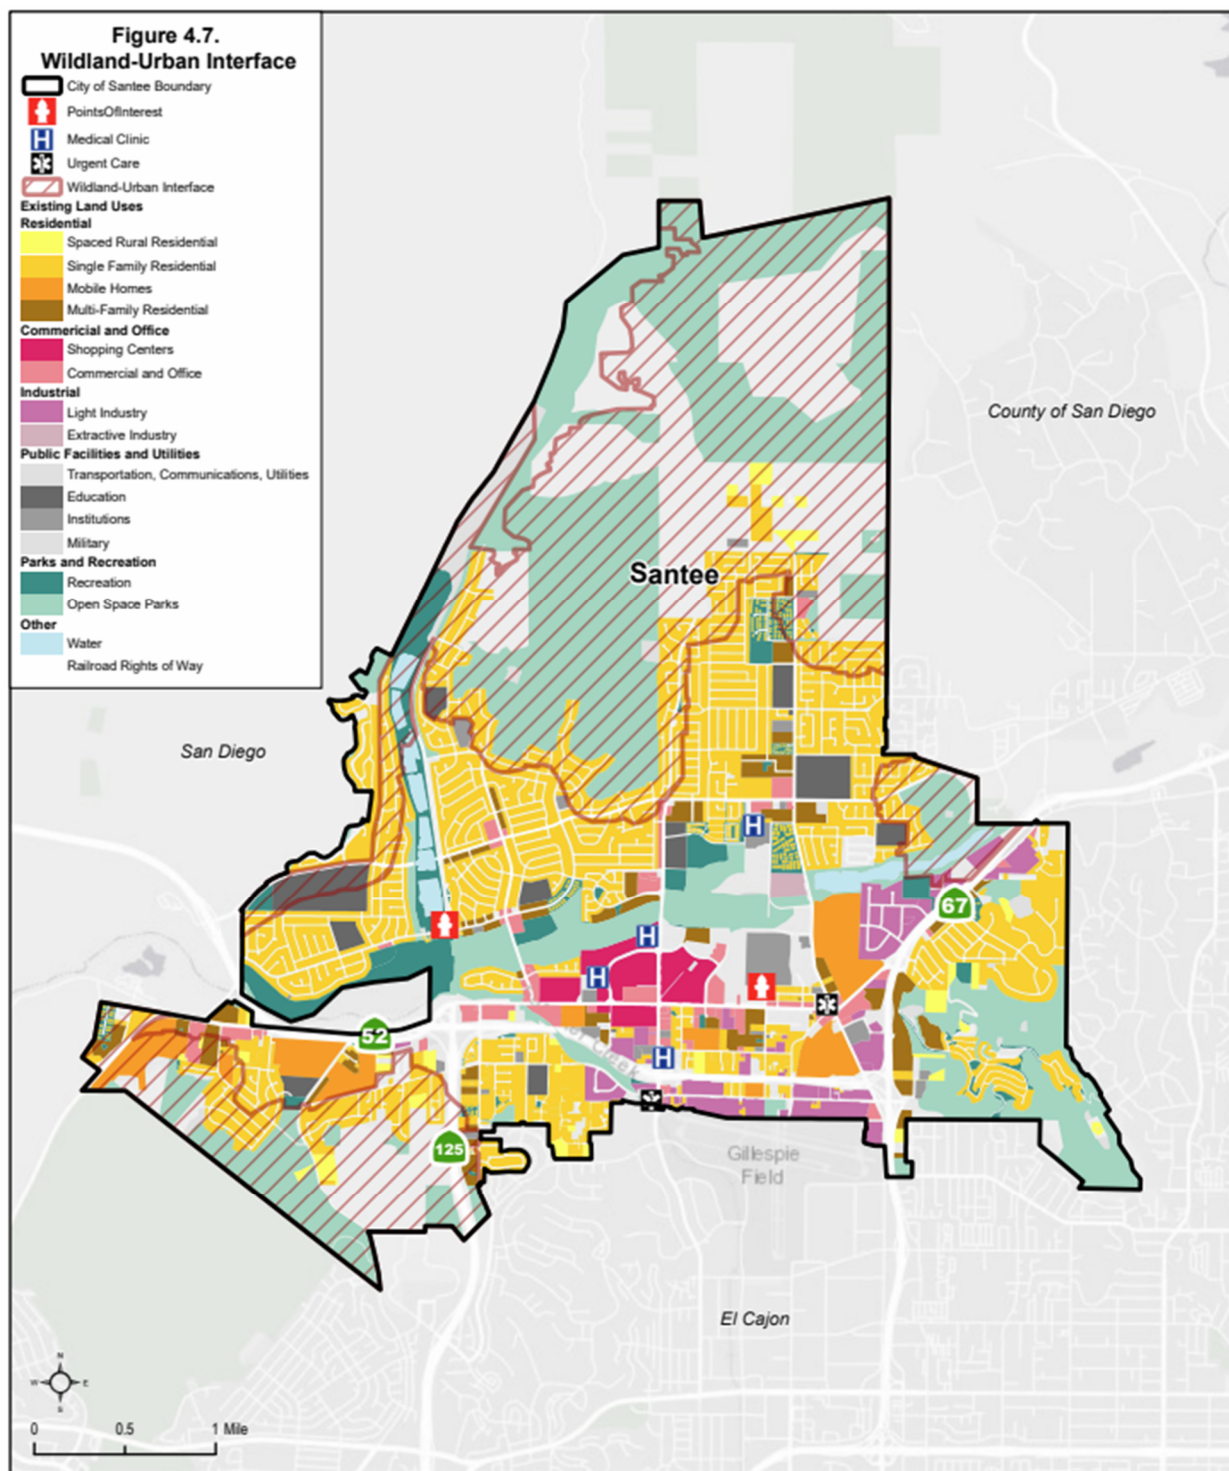 Figure 4.7.
Wildland-Urban Interface
City of Santee Boundary
PointsOfInterest
H Medical Clinic
Urgent Care
Wildland-Urban Interface
Existing Land Uses
Residential
Spaced Rural Residential
Single Family Residential
Mobile Homes
Multi-Family Residential
Commericial and Office
Shopping Centers
Commercial and Office
Industrial
Light Industry
Extractive Industry
Public Facilities and Utilities
Transportation, Communications, Utilities
Education
Institutions
Military
Parks and Recreation
Recreation
Open Space Parks
Other
Water
Railroad Rights of Way
County of San Diego
Santee
San Diego
H
67
H
H
52
Creek
H
125
Gillespie
Field
El Cajon
N
W E
S
0 0.5 1 Mile